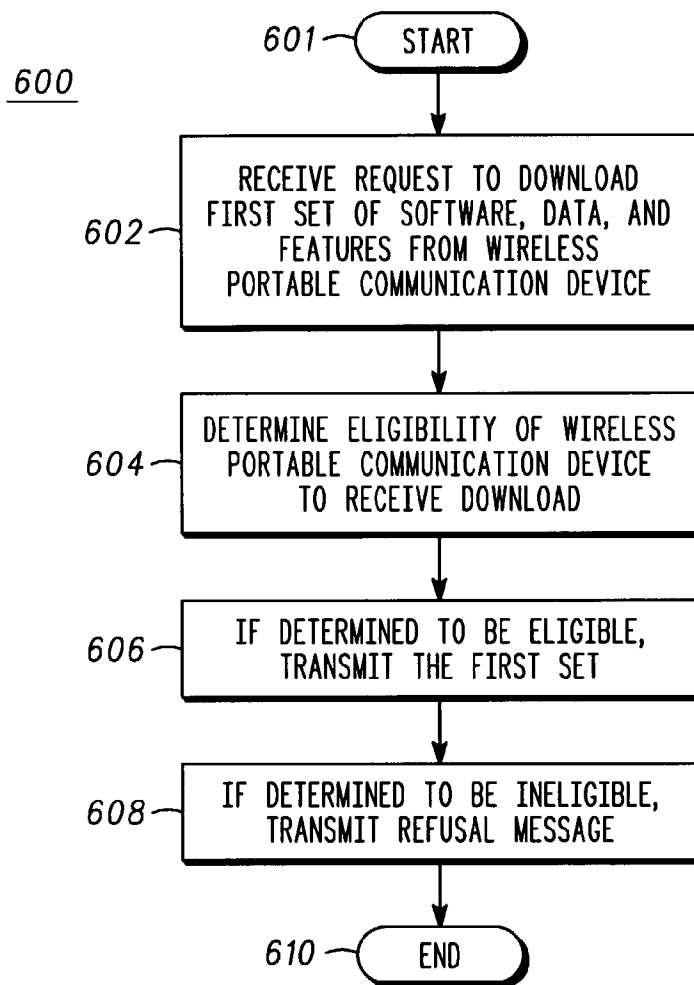 601
START
600
602
RECEIVE REQUEST TO DOWNLOAD
FIRST SET OF SOFTWARE, DATA, AND
FEATURES FROM WIRELESS
PORTABLE COMMUNICATION DEVICE
604
DETERMINE ELIGIBILITY OF WIRELESS
PORTABLE COMMUNICATION DEVICE
TO RECEIVE DOWNLOAD
606
IF DETERMINED TO BE ELIGIBLE,
TRANSMIT THE FIRST SET
608
IF DETERMINED TO BE INELIGIBLE,
TRANSMIT REFUSAL MESSAGE
610
END